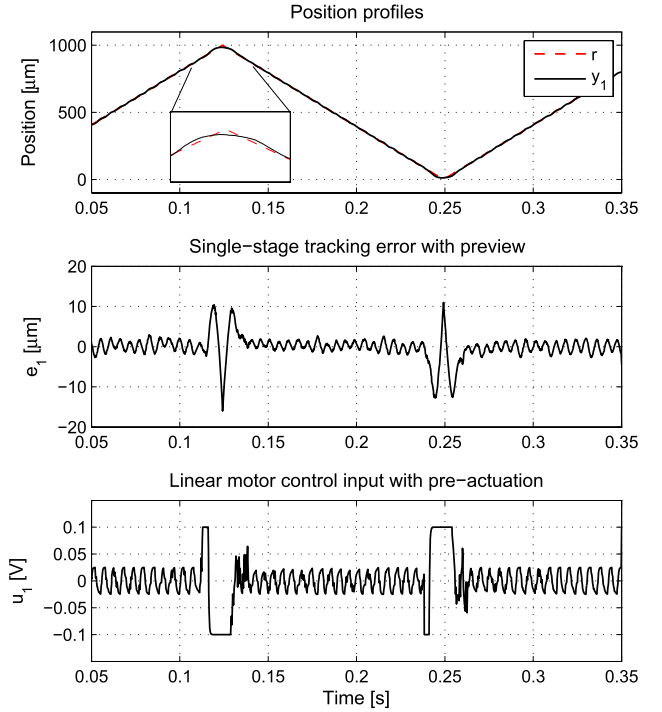 Position profiles
Position [μm]
1000
500
0
r
y1
0.05 0.1 0.15 0.2 0.25 0.3 0.35
Single−stage tracking error with preview
e1 [μm]
20
10
0
−10
−20
0.05 0.1 0.15 0.2 0.25 0.3 0.35
Linear motor control input with pre−actuation
u1 [V]
0.1
0.05
0
−0.05
−0.1
0.05 0.1 0.15 0.2 0.25 0.3 0.35
Time [s]